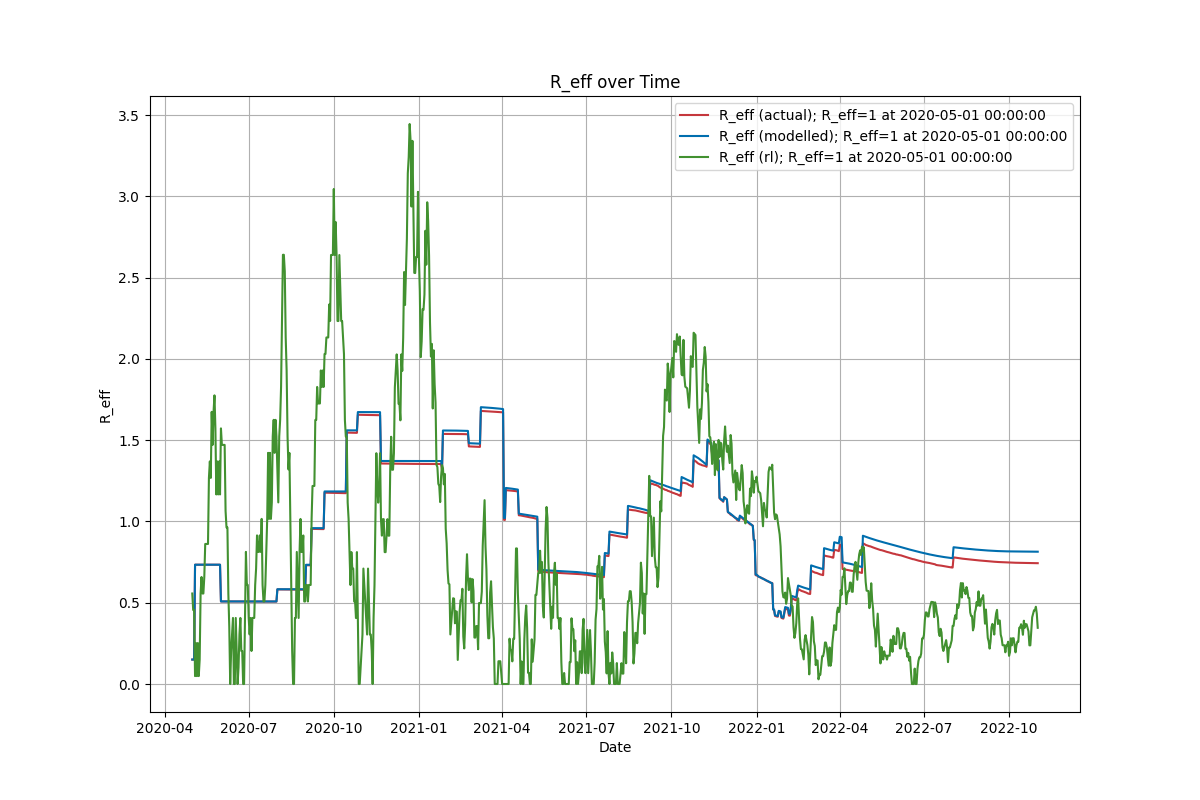 R_eff over Time
R_eff (actual); R_eff=1 at 2020-05-01 00:00:00
R_eff (modelled); R_eff=1 at 2020-05-01 00:00:00
R_eff (rl); R_eff=1 at 2020-05-01 00:00:00
3.5
3.0
2.5
2.0
1.5
1.0
0.5
0.0
R_eff
2020-04 2020-07 2020-10 2021-01 2021-04 2021-07 2021-10 2022-01 2022-04 2022-07 2022-10
Date